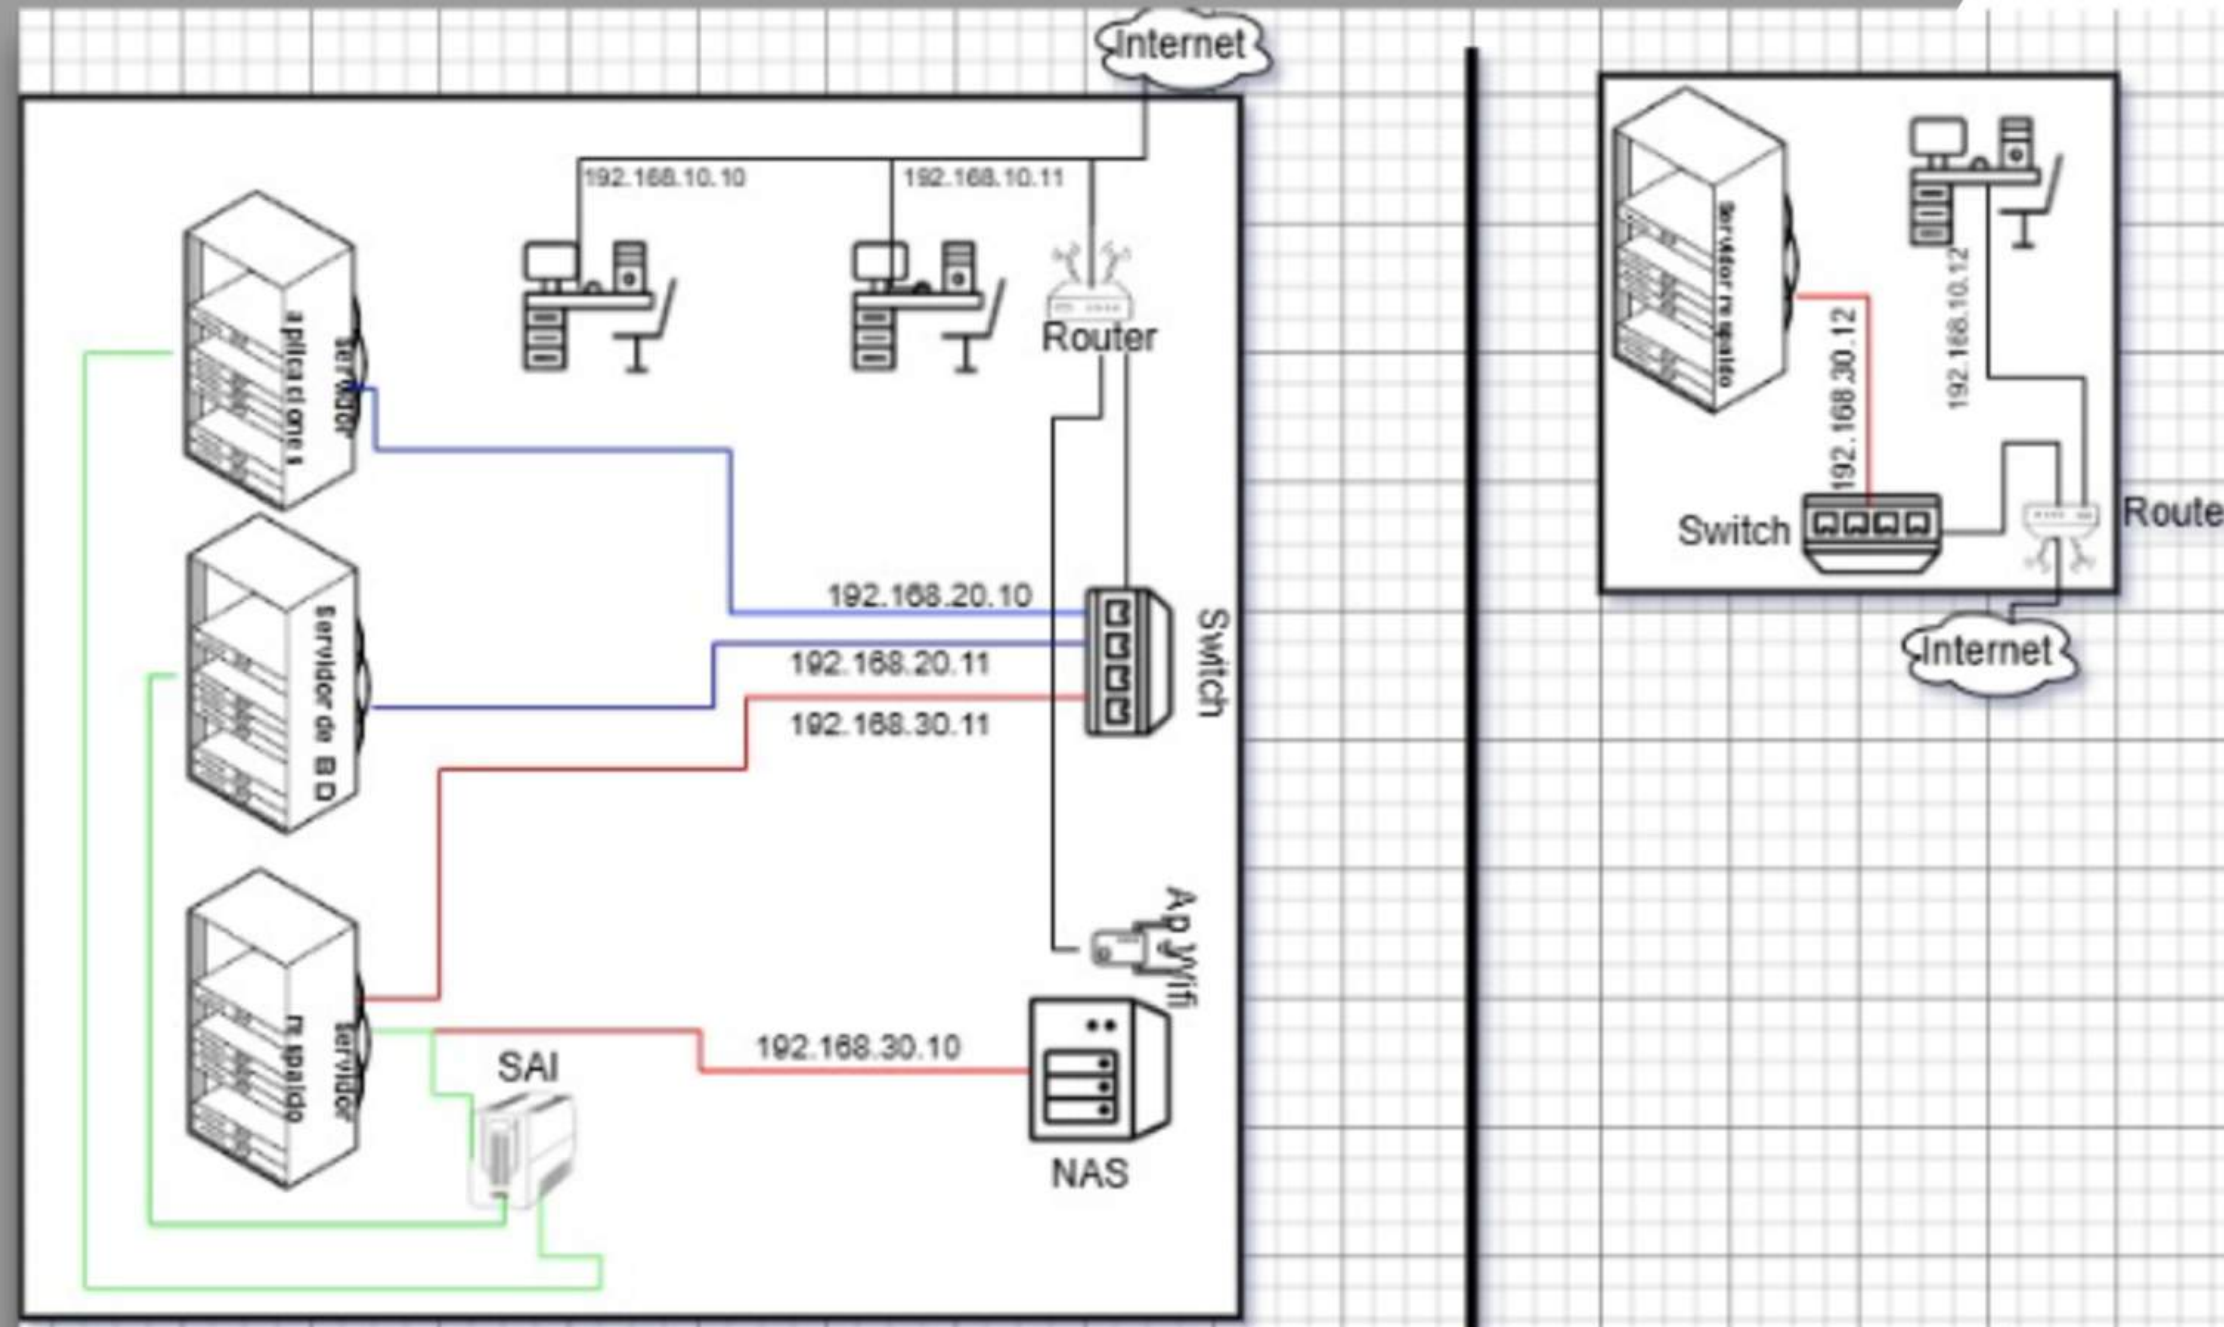 Internet
192.168.10.10
192.168.10.11
Router
Servidor
aplicaciones
192.168.20.10
192.168.20.11
192.168.30.11
Switch
Servidor de BD
Ap Wifi
Servidor
respaldo
192.168.30.10
SAI
NAS
Servidor respaldo
192.168.30.12
192.168.10.12
Switch
Route
Internet